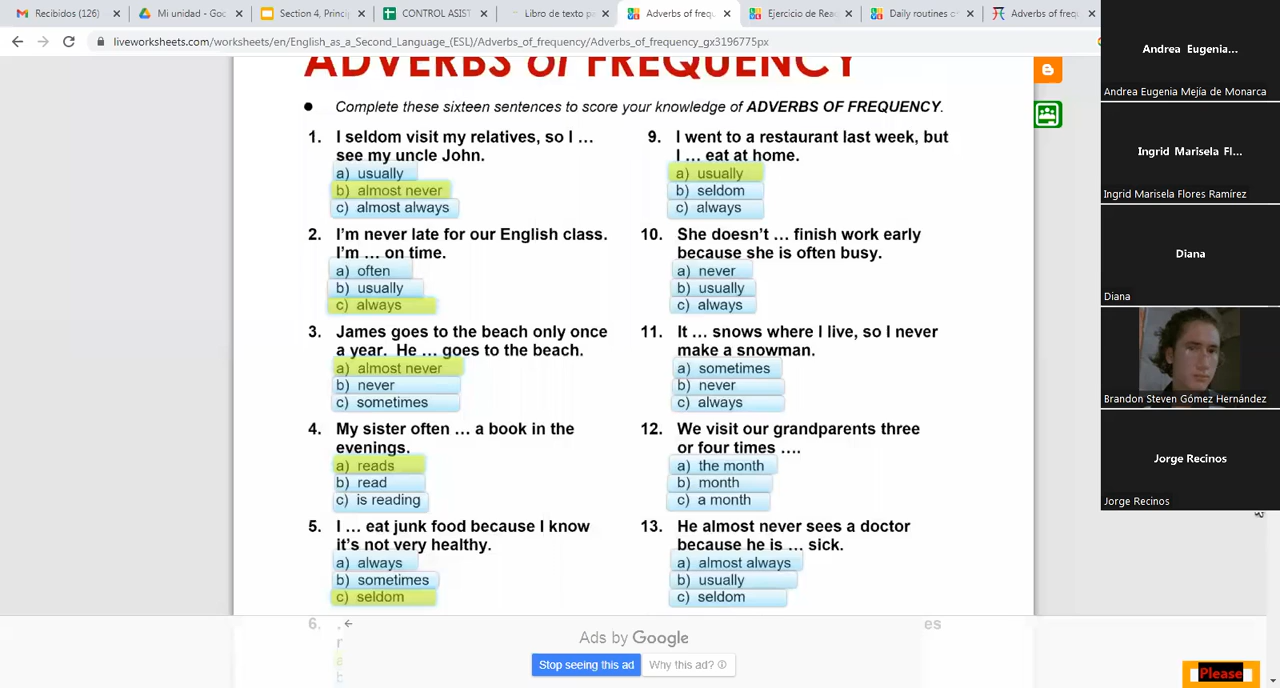 Recibidos (126)
Mi unidad - Goo
Section 4, Princi
CONTROL ASIST
Libro de texto p
Adverbs of frequ
Ejercicio de Rea
Daily routines
Adverbs of frequ
liveworksheets.com/worksheets/en/English_as_a_Second_Language_(ESL)/Adverbs_of_frequency/Adverbs_of_frequency_gx3196775px
ADVERBS of FREQUENCY
Complete these sixteen sentences to score your knowledge of ADVERBS OF FREQUENCY.
1. I seldom visit my relatives, so I …
see my uncle John.
a) usually
b) almost never
c) almost always
2. I'm never late for our English class.
I'm … on time.
a) often
b) usually
c) always
3. James goes to the beach only once
a year. He … goes to the beach.
a) almost never
b) never
c) sometimes
4. My sister often … a book in the
evenings.
a) reads
b) read
c) is reading
5. I … eat junk food because I know
it's not very healthy.
a) always
b) sometimes
c) seldom
6.
9. I went to a restaurant last week, but
I … eat at home.
a) usually
b) seldom
c) always
10. She doesn't … finish work early
because she is often busy.
a) never
b) usually
c) always
11. It … snows where I live, so I never
make a snowman.
a) sometimes
b) never
c) always
12. We visit our grandparents three
or four times ….
a) the month
b) month
c) a month
13. He almost never sees a doctor
because he is … sick.
a) almost always
b) usually
c) seldom
es
Ads by Google
Stop seeing this ad
Why this ad?
Andrea Eugenia...
Andrea Eugenia Mejía de Monarca
Ingrid Marisela Fl...
Ingrid Marisela Flores Ramírez
Diana
Diana
Brandon Steven Gómez Hernández
Jorge Recinos
Jorge Recinos
Please